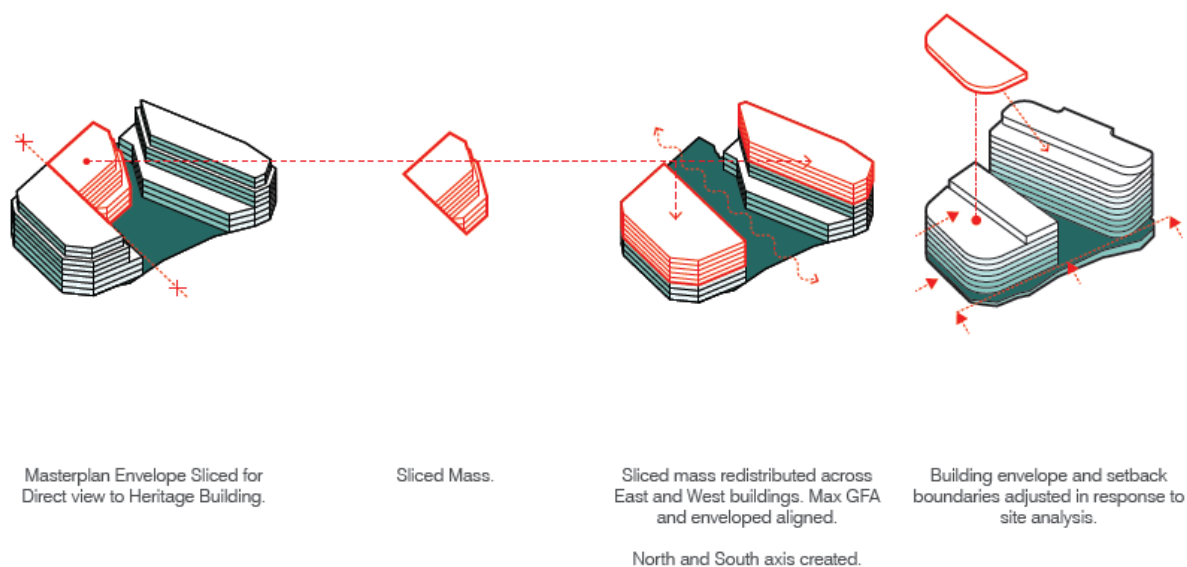 Masterplan Envelope Sliced for
Direct view to Heritage Building.
Sliced Mass.
Sliced mass redistributed across
East and West buildings. Max GFA
and enveloped aligned.
North and South axis created.
Building envelope and setback
boundaries adjusted in response to
site analysis.